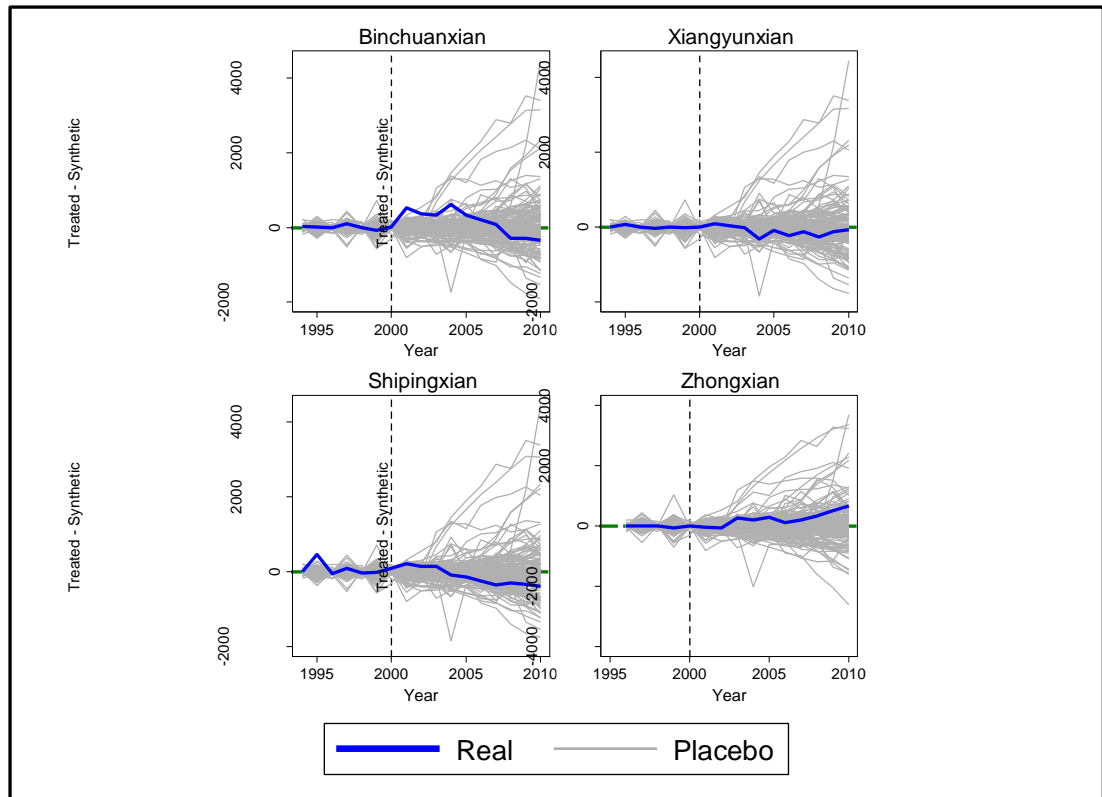 Binchuanxian
Treated - Synthetic
4000
2000
0
-2000
1995 2000 2005 2010
Year
Xiangyunxian
Treated - Synthetic
4000
2000
0
-2000
1995 2000 2005 2010
Year
Shipingxian
Treated - Synthetic
4000
2000
0
-2000
1995 2000 2005 2010
Year
Zhongxian
Treated - Synthetic
4000
2000
0
-2000
-4000
1995 2000 2005 2010
Year
Real Placebo